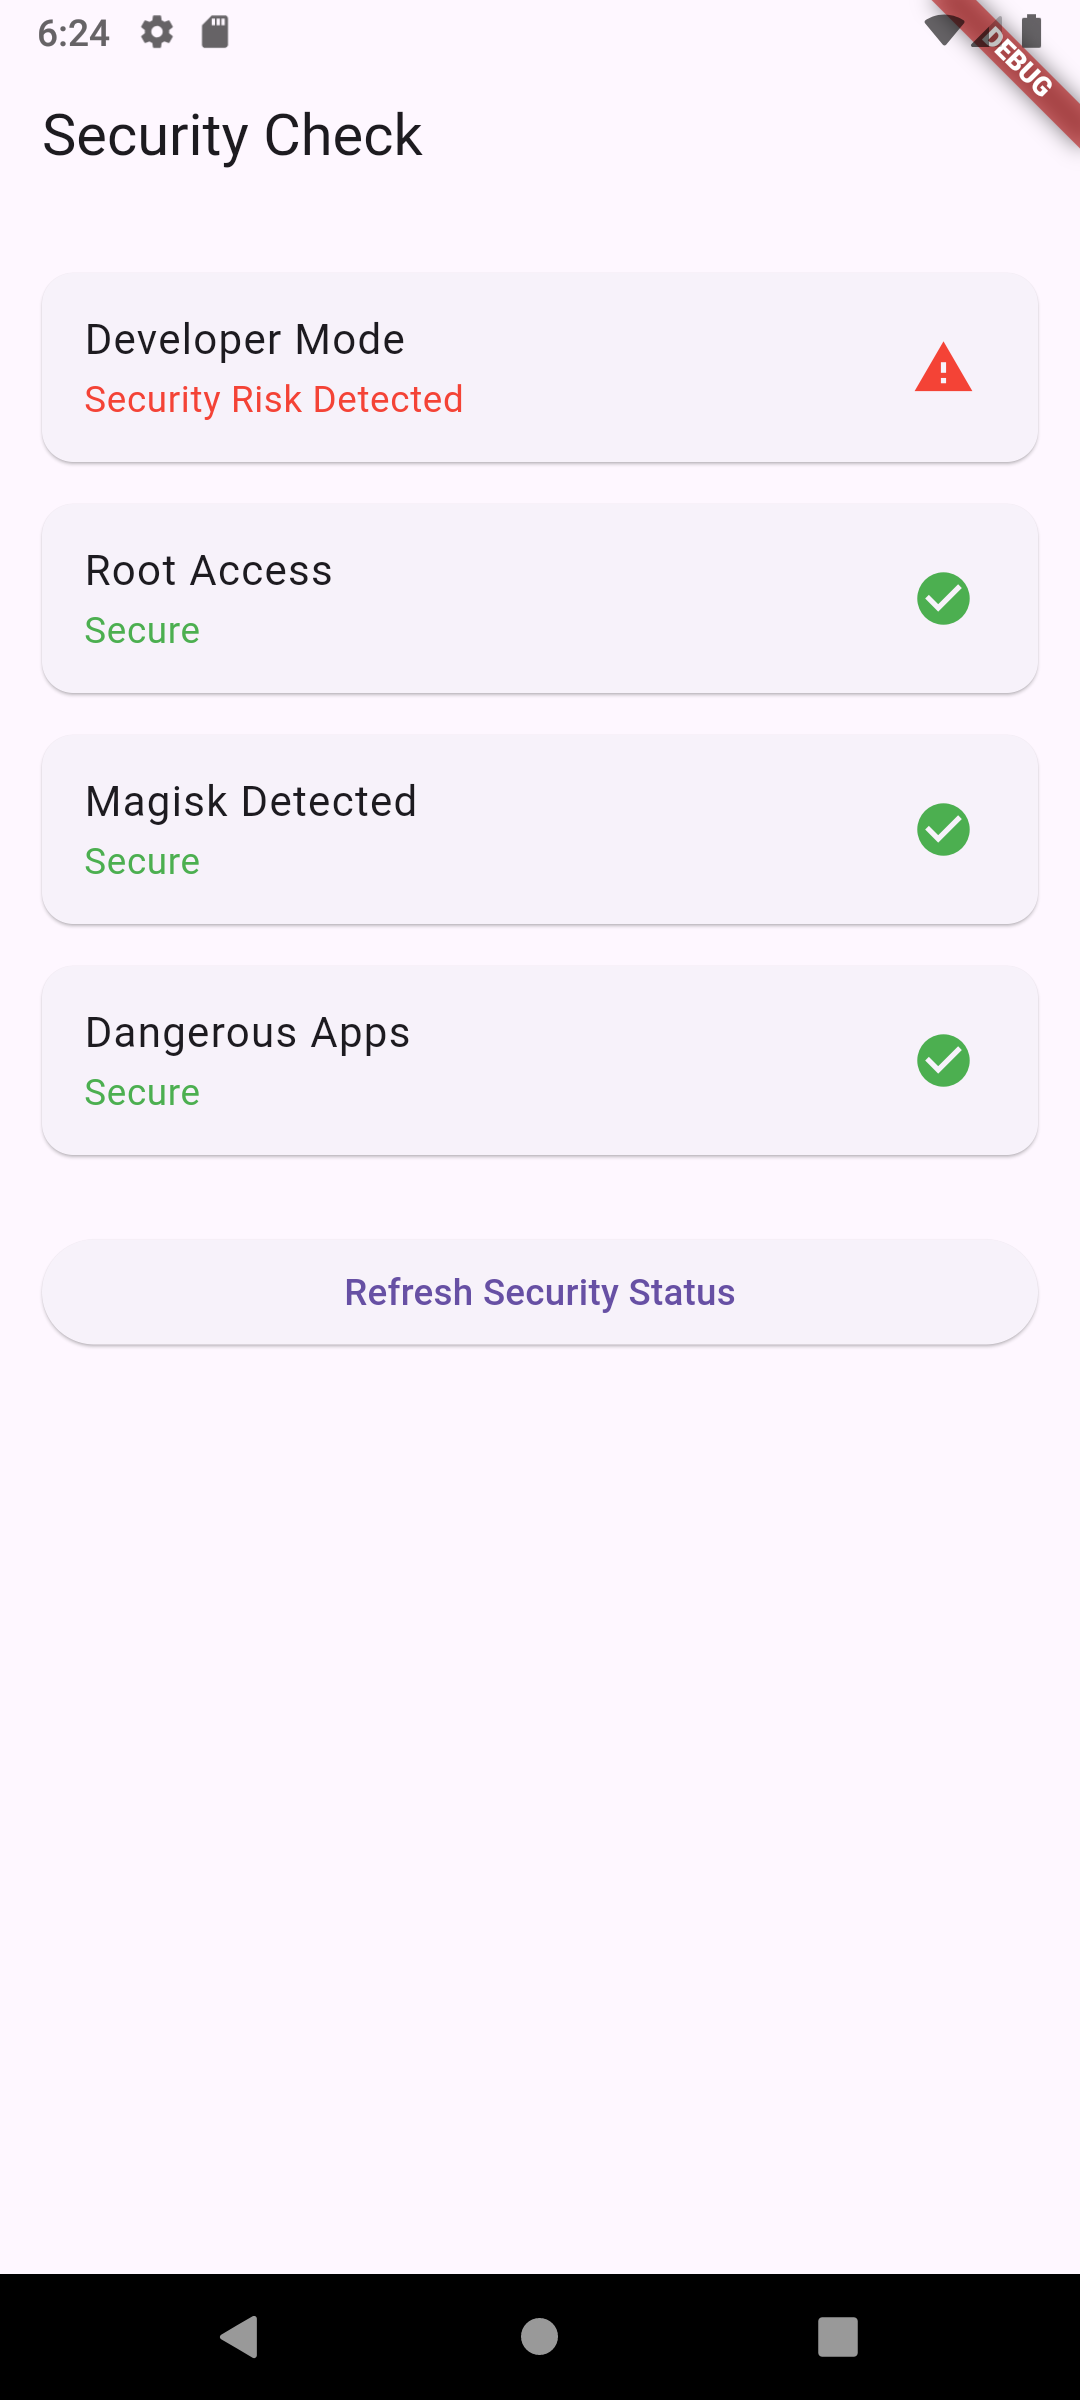 6:24
DEBUG
Security Check
Developer Mode
Security Risk Detected
Root Access
Secure
Magisk Detected
Secure
Dangerous Apps
Secure
Refresh Security Status